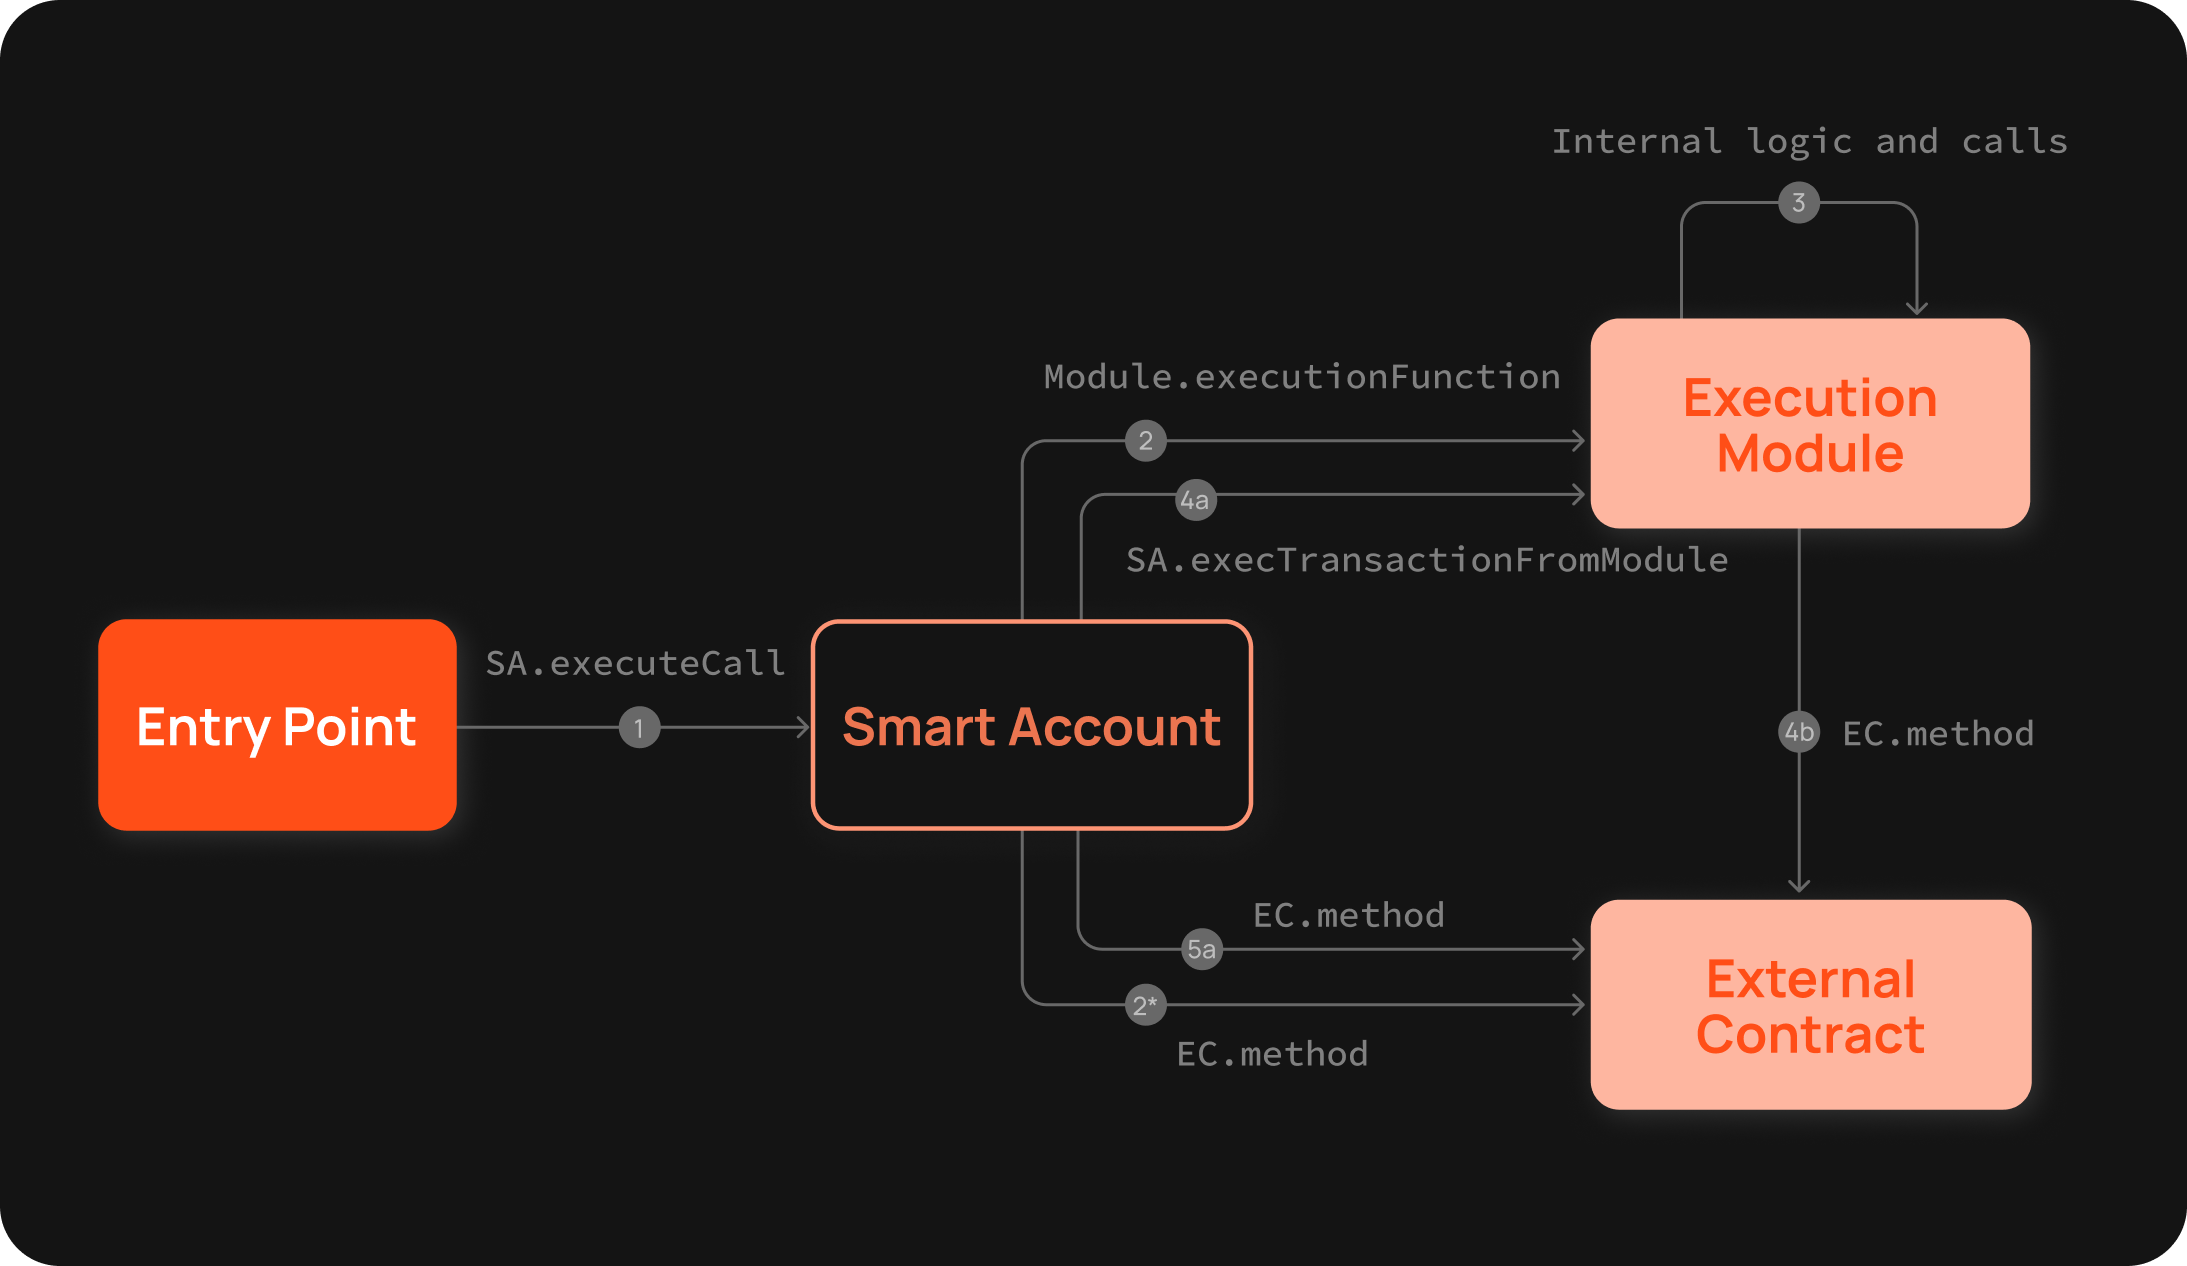 Internal logic and calls
3
Execution
Module
Module.executionFunction
2
4a
SA.execTransactionFromModule
Entry Point
SA.executeCall
1
Smart Account
4b
EC.method
EC.method
5a
2*
EC.method
External
Contract